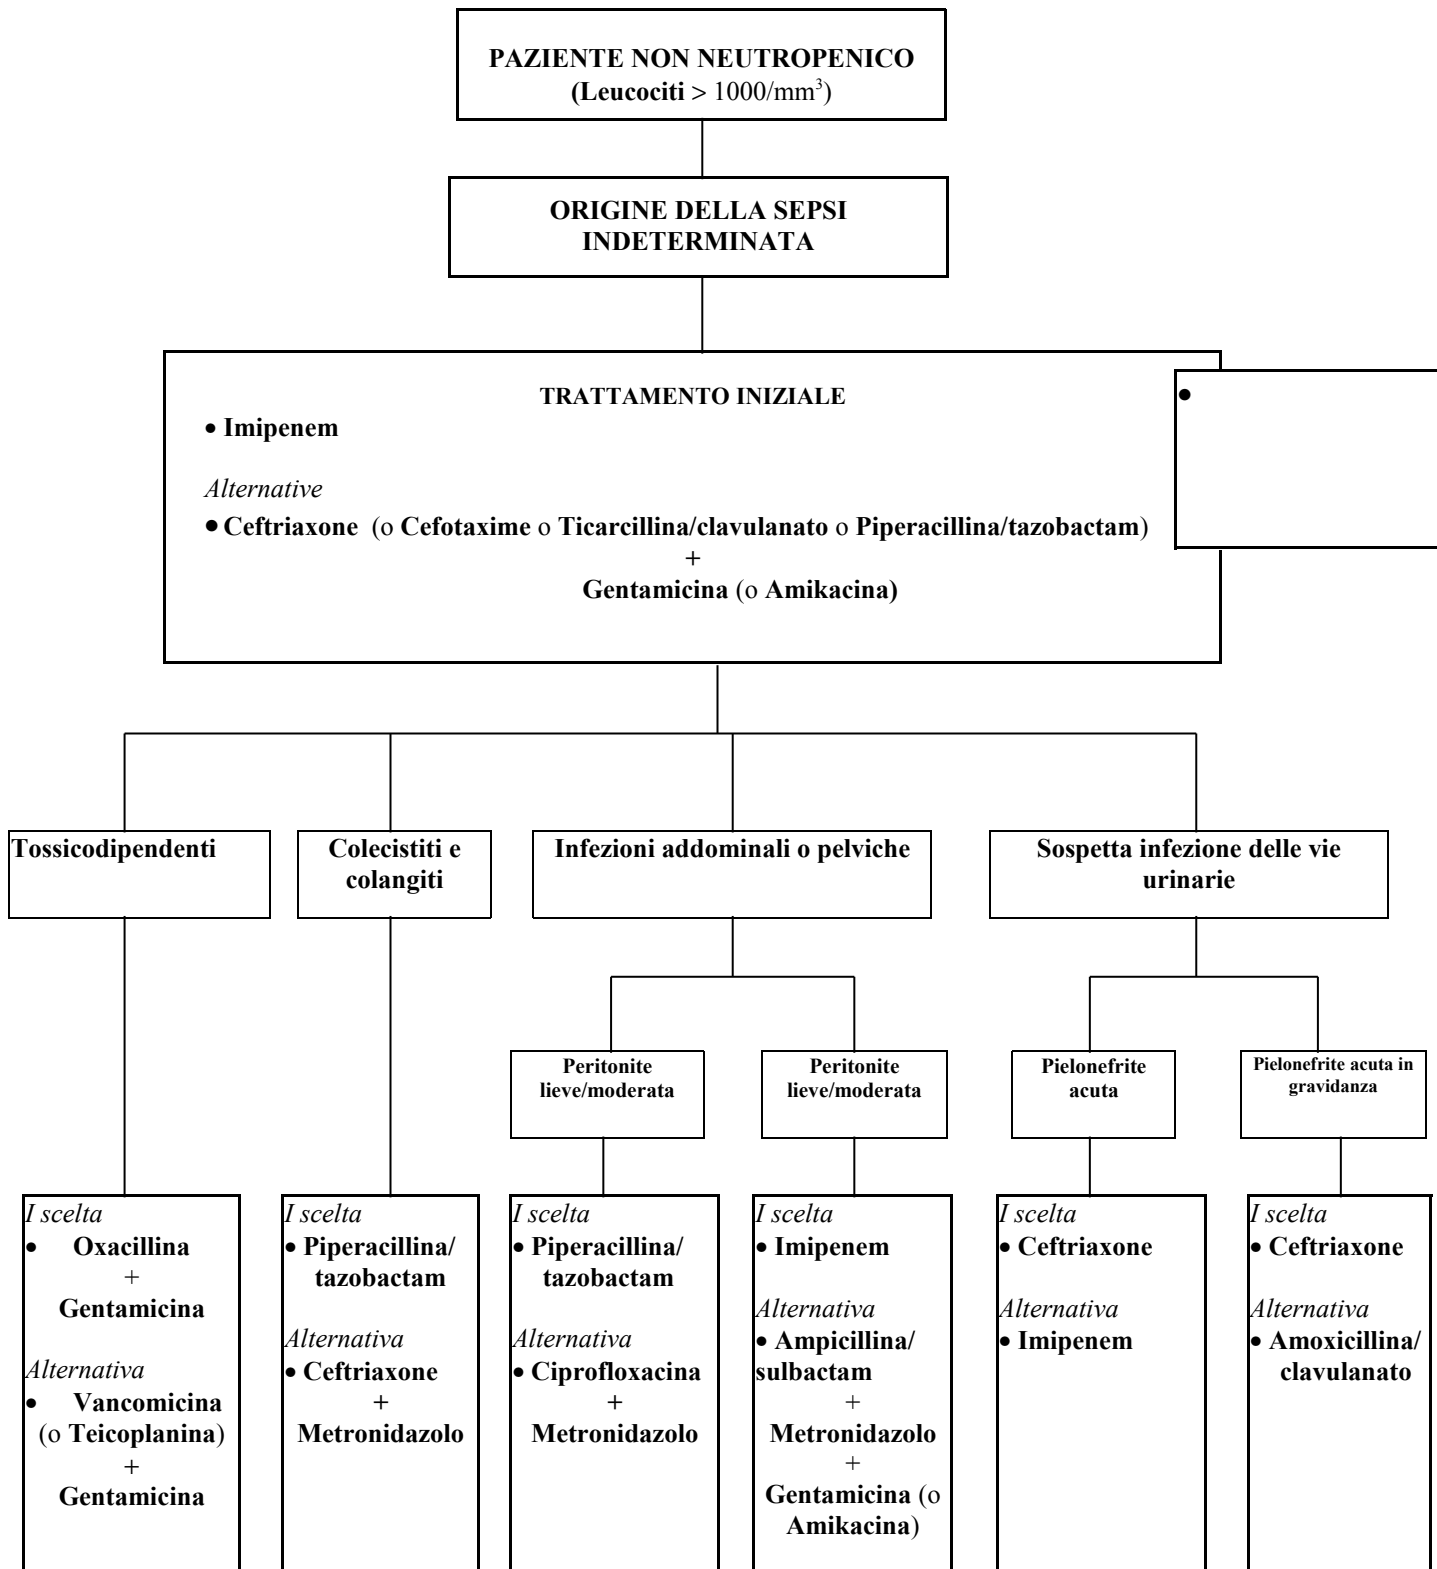 PAZIENTE NON NEUTROPENICO
(Leucociti > 1000/mm³)
ORIGINE DELLA SEPSI
INDETERMINATA
TRATTAMENTO INIZIALE
• Imipenem
Alternative
• Ceftriaxone (o Cefotaxime o Ticarcillina/clavulanato o Piperacillina/tazobactam)
+
Gentamicina (o Amikacina)
•
Tossicodipendenti
Colecistiti e
colangiti
Infezioni addominali o pelviche
Sospetta infezione delle vie
urinarie
Peritonite
lieve/moderata
Peritonite
lieve/moderata
Pielonefrite
acuta
Pielonefrite acuta in
gravidanza
I scelta
• Oxacillina
+
Gentamicina
Alternativa
• Vancomicina
(o Teicoplanina)
+
Gentamicina
I scelta
• Piperacillina/
tazobactam
Alternativa
• Ceftriaxone
+
Metronidazolo
I scelta
• Piperacillina/
tazobactam
Alternativa
• Ciprofloxacina
+
Metronidazolo
I scelta
• Imipenem
Alternativa
• Ampicillina/
sulbactam
+
Metronidazolo
+
Gentamicina (o
Amikacina)
I scelta
• Ceftriaxone
Alternativa
• Imipenem
I scelta
• Ceftriaxone
Alternativa
• Amoxicillina/
clavulanato